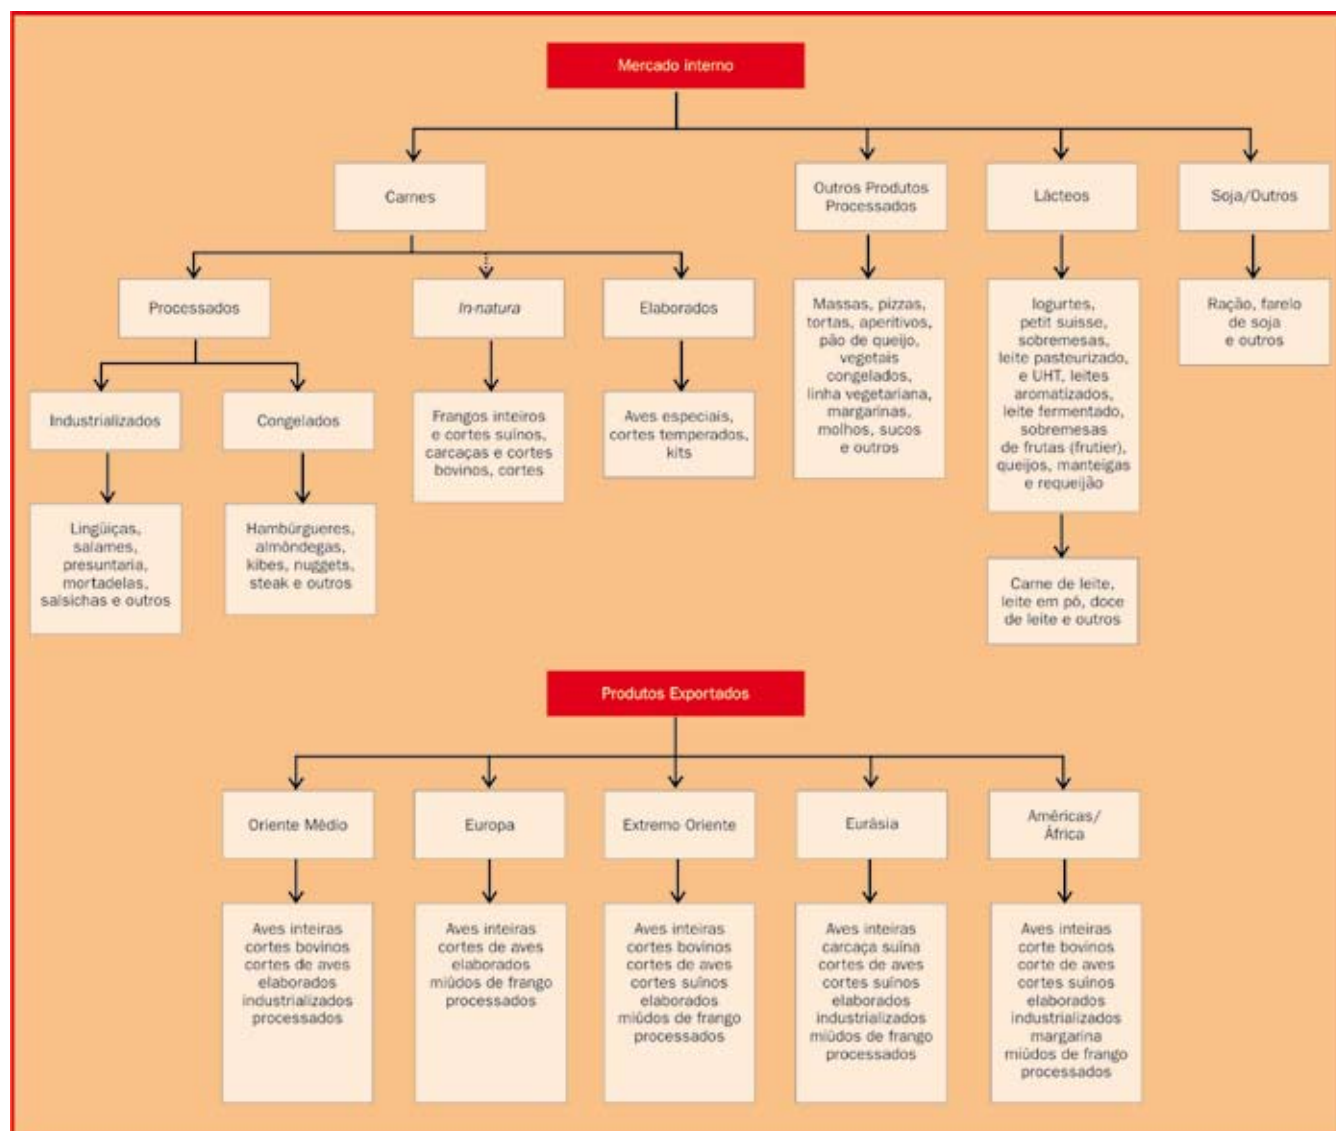 Mercado interno
Carnes
Outros Produtos
Processados
Lácteos
Soja/Outros
Processados
In-natura
Elaborados
Massas, pizzas,
tortas, aperitivos,
pão de queijo,
vegetais
congelados,
linha vegetariana,
margarinas,
molhos, sucos
e outros
Iogurtes,
petit suisse,
sobremesas,
leite pasteurizado,
e UHT, leites
aromatizados,
leite fermentado,
sobremesas
de frutas (frutier),
queijos, manteigas
e requeijão
Ração, farelo
de soja
e outros
Industrializados
Congelados
Frangos inteiros
e cortes suínos,
carcaças e cortes
bovinos, cortes
Aves especiais,
cortes temperados,
kits
Lingüiças,
salames,
presuntaria,
mortadelas,
salsichas e outros
Hambúrgueres,
almôndegas,
kibes, nuggets,
steak e outros
Carne de leite,
leite em pó, doce
de leite e outros
Produtos Exportados
Oriente Médio
Europa
Extremo Oriente
Eurásia
Américas/
África
Aves inteiras
cortes bovinos
cortes de aves
elaborados
industrializados
processados
Aves inteiras
cortes de aves
elaborados
miúdos de frango
processados
Aves inteiras
cortes bovinos
cortes de aves
cortes suínos
elaborados
miúdos de frango
processados
Aves inteiras
carcaça suína
cortes de aves
cortes suínos
elaborados
industrializados
miúdos de frango
processados
Aves inteiras
corte bovinos
corte de aves
cortes suínos
elaborados
industrializados
margarina
miúdos de frango
processados